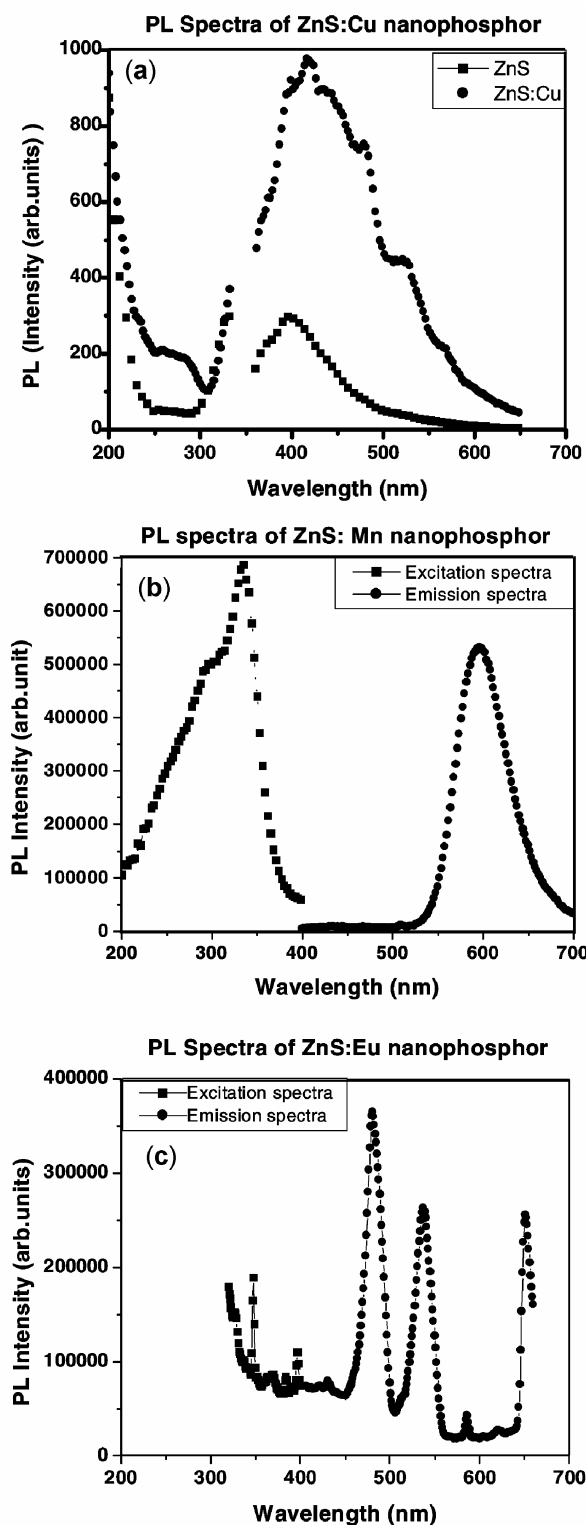 PL Spectra of ZnS:Cu nanophosphor
(a)
ZnS
ZnS:Cu
PL ((Intensity (arb.units)) )
1000
800
600
400
200
0
200 300 400 500 600 700
Wavelength (nm)
PL spectra of ZnS: Mn nanophosphor
(b)
Excitation spectra
Emission spectra
PL Intensity (arb.unit)
700000
600000
500000
400000
300000
200000
100000
0
200 300 400 500 600 700
Wavelength (nm)
PL Spectra of ZnS:Eu nanophosphor
Excitation spectra
Emission spectra
(c)
PL Intensity (arb.units)
400000
300000
200000
100000
0
200 300 400 500 600 700
Wavelength (nm)